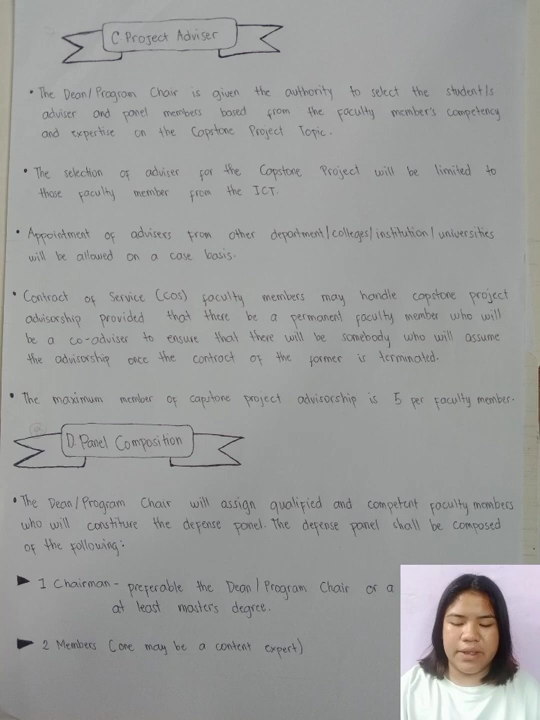 C. Project Adviser
• The Dean/Program Chair is given the authority to select the student/s
adviser and panel members based from the faculty member's competency
and expertise on the Capstone Project Topic.
• The selection of adviser for the Capstone Project will be limited to
those faculty member from the ICT.
• Appointment of advisers from other department/colleges/institution/universities
will be allowed on a case basis.
• Contract of Service (COS) faculty members may handle capstone project
advisorship provided that there be a permanent faculty member who will
be a co-adviser to ensure that there will be somebody who will assume
the advisorship once the contract of the former is terminated.
• The maximum member of capstone project advisorship is 5 per faculty member.
D. Panel Composition
• The Dean/Program Chair will assign qualified and competent faculty members
who will constiture the defense panel. The defense panel shall be composed
of the following:
► 1 Chairman - preferable the Dean/Program Chair or a
at least masters degree.
► 2 Members (one may be a content expert)